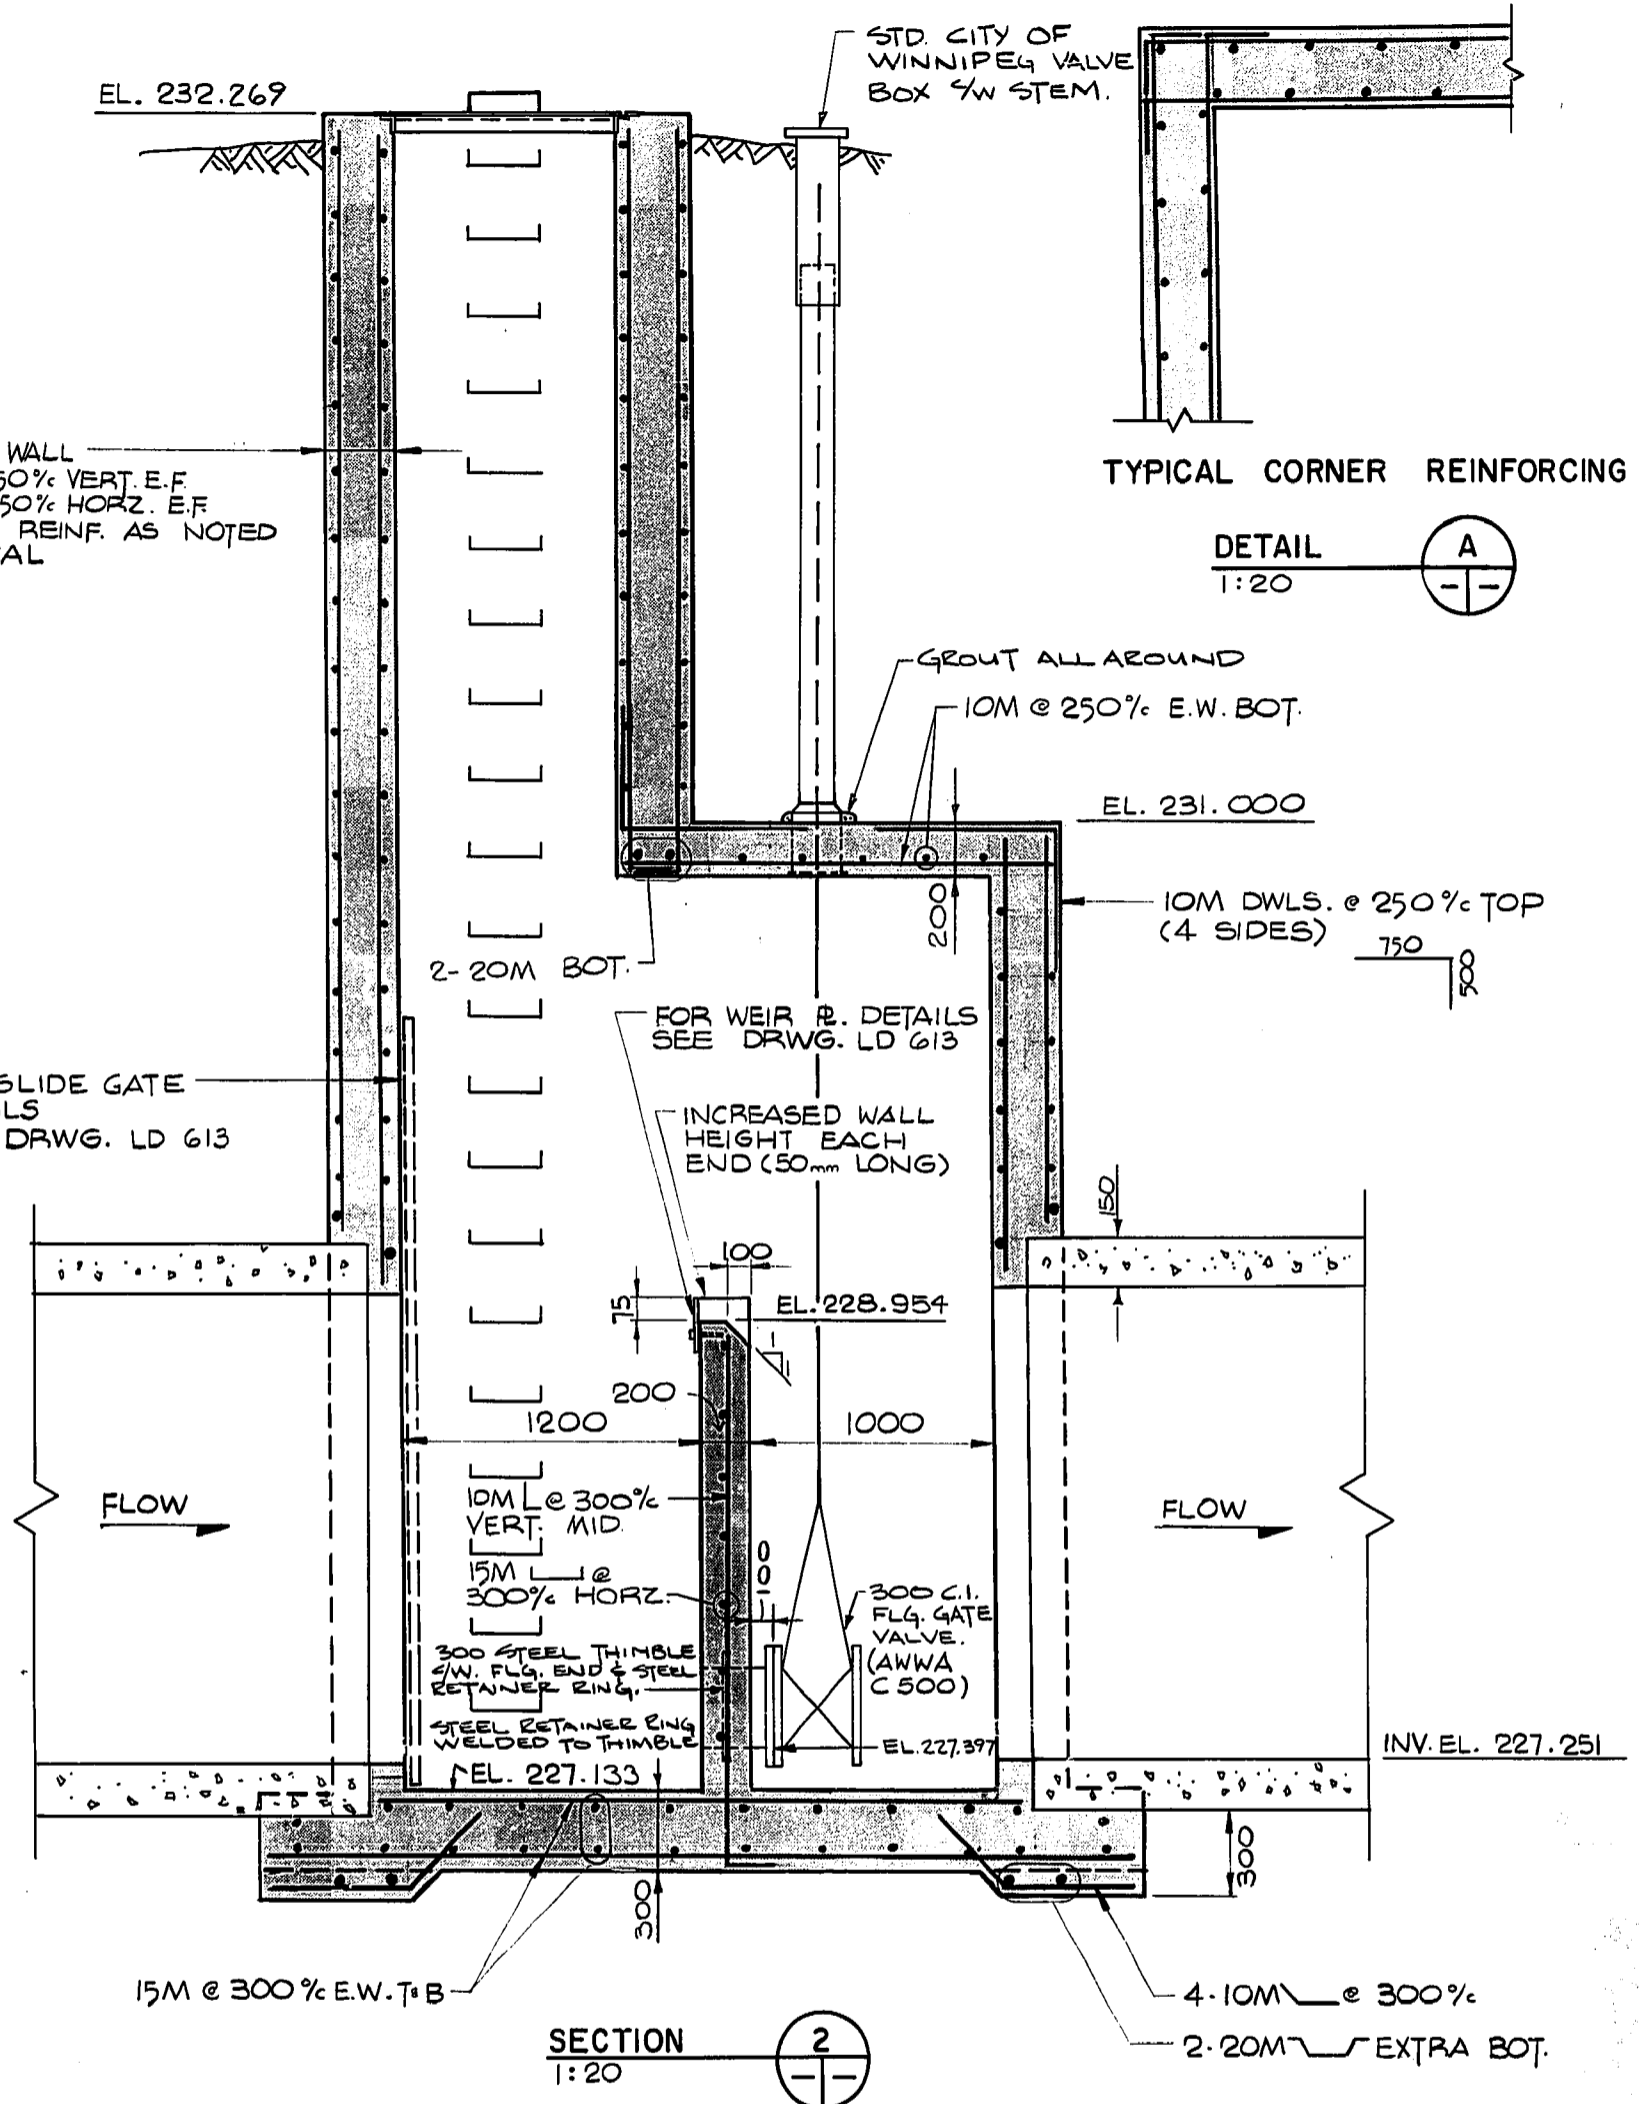 STD. CITY OF
WINNIPEG VALVE
BOX C/W STEM.
EL. 232.269
WALL
50 o/c VERT. E.F.
50 o/c HORZ. E.F.
REINF. AS NOTED
AL
TYPICAL CORNER REINFORCING
DETAIL
1:20
A
GROUT ALL AROUND
10M @ 250 o/c E.W. BOT.
EL. 231.000
200
10M DWLS. @ 250 o/c TOP
(4 SIDES)
750
500
2-20M BOT.
FOR WEIR PL. DETAILS
SEE DRWG. LD 613
SLIDE GATE
LS
DRWG. LD 613
INCREASED WALL
HEIGHT EACH
END (50mm LONG)
150
100
75
EL. 228.954
1
1
200
1200
1000
FLOW
FLOW
10M @ 300 o/c
VERT. MID.
15M @
300 o/c HORZ.
100
300 C.I.
FLG. GATE
VALVE.
(AWWA
C 500)
300 STEEL THIMBLE
C/W. FLG. END & STEEL
RETAINER RING.
STEEL RETAINER RING
WELDED TO THIMBLE
EL. 227.397
EL. 227.133
INV. EL. 227.251
300
300
15M @ 300 o/c E.W. T&B
4-10M @ 300 o/c
2-20M EXTRA BOT.
SECTION
1:20
2